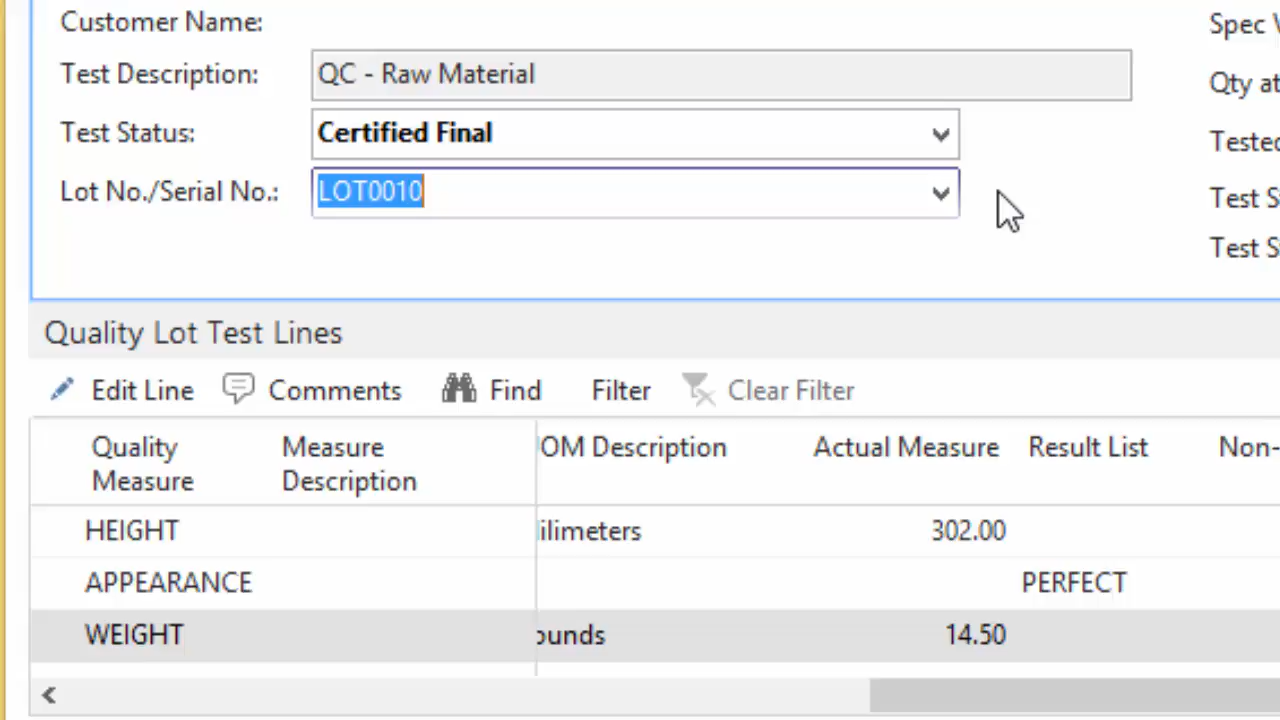 Customer Name:
Spec V
Test Description: QC - Raw Material
Qty at
Test Status: Certified Final
Tested
Lot No./Serial No.: LOT0010
Test S
Test S
Quality Lot Test Lines
Edit Line Comments Find Filter Clear Filter
Quality Measure OM Description Actual Measure Result List Non-
Measure Description
HEIGHT ilimeters 302.00
APPEARANCE PERFECT
WEIGHT ounds 14.50